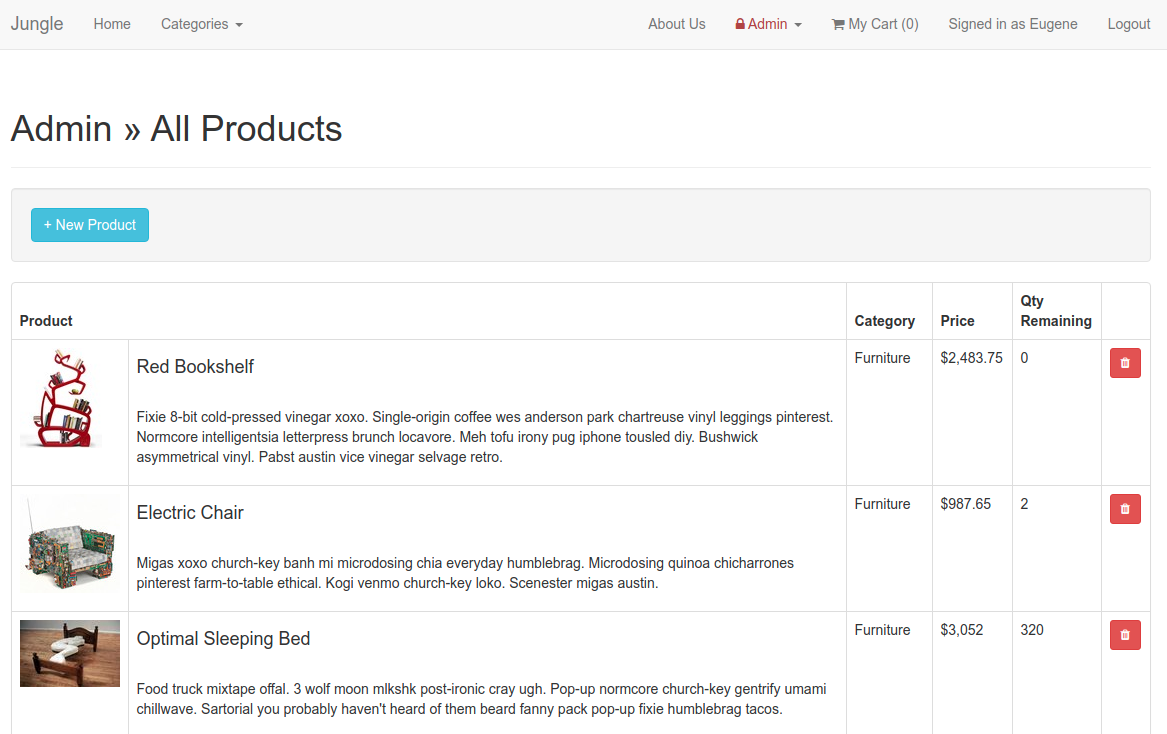 Jungle Home Categories About Us Admin My Cart (0) Signed in as Eugene Logout
Admin » All Products
+ New Product
Product Category Price Qty Remaining
Red Bookshelf Furniture $2,483.75 0
Fixie 8-bit cold-pressed vinegar xoxo. Single-origin coffee wes anderson park chartreuse vinyl leggings pinterest.
Normcore intelligentsia letterpress brunch locavore. Meh tofu irony pug iphone tousled diy. Bushwick
asymmetrical vinyl. Pabst austin vice vinegar selvage retro.
Electric Chair Furniture $987.65 2
Migas xoxo church-key banh mi microdosing chia everyday humblebrag. Microdosing quinoa chicharrones
pinterest farm-to-table ethical. Kogi venmo church-key loko. Scenester migas austin.
Optimal Sleeping Bed Furniture $3,052 320
Food truck mixtape offal. 3 wolf moon mlkshk post-ironic cray ugh. Pop-up normcore church-key gentrify umami
chillwave. Sartorial you probably haven't heard of them beard fanny pack pop-up fixie humblebrag tacos.